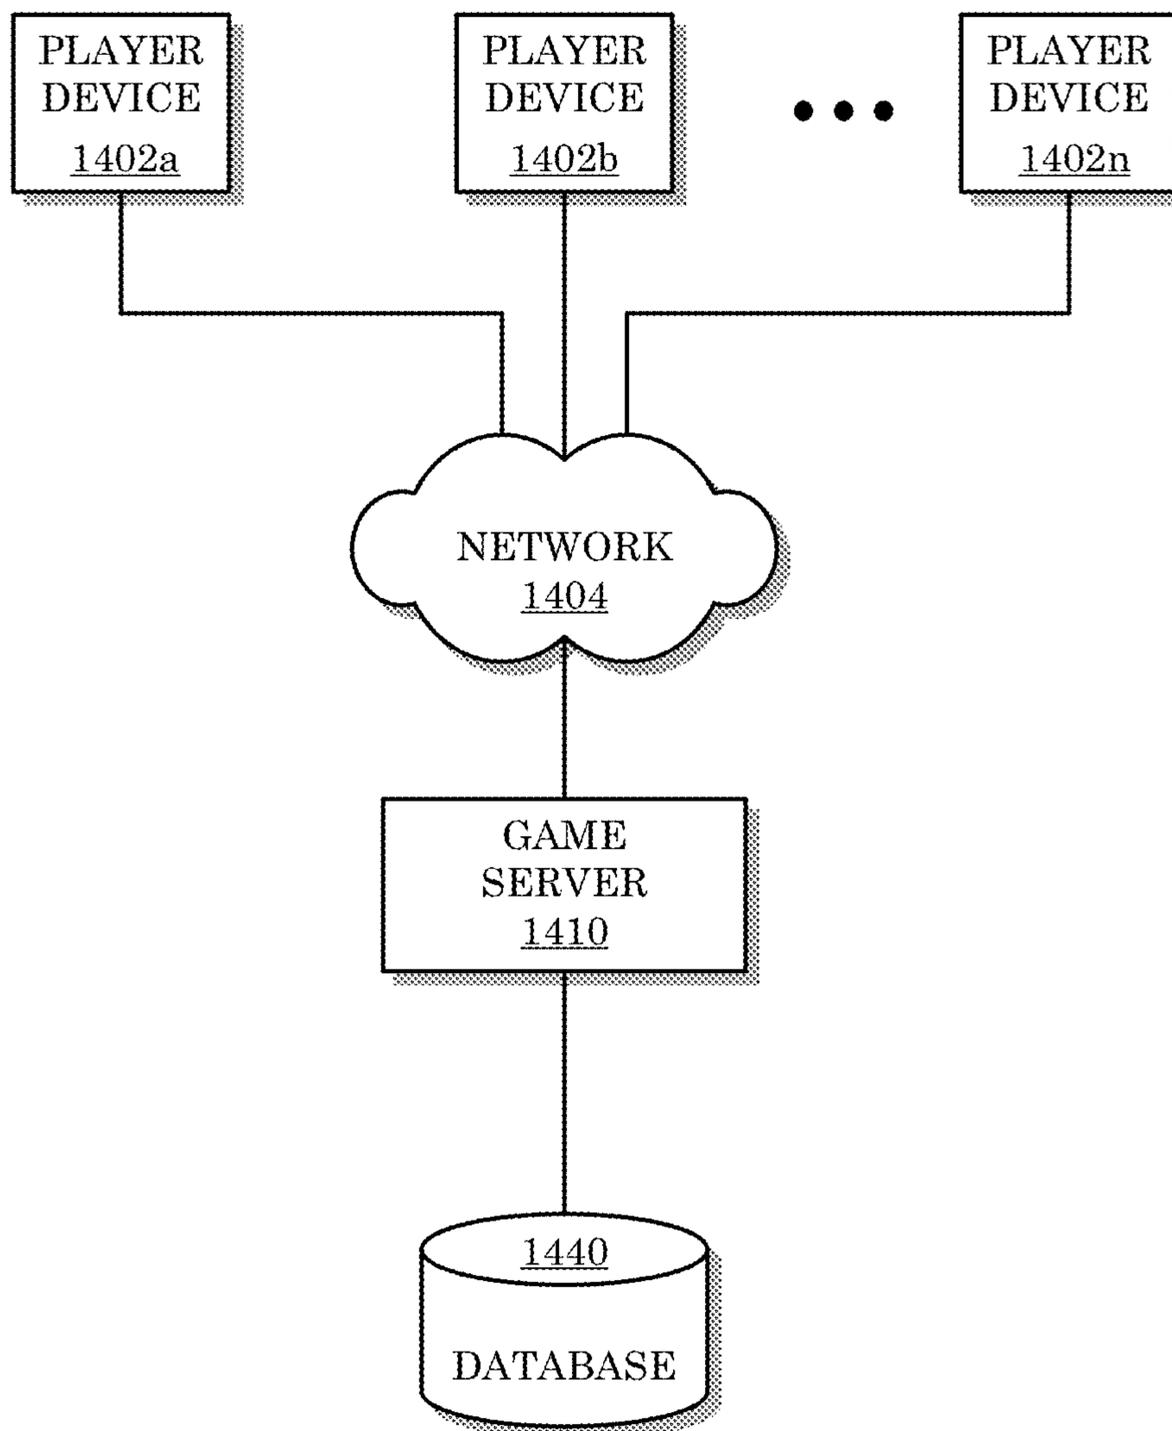 PLAYER
DEVICE
1402a
PLAYER
DEVICE
1402b
PLAYER
DEVICE
1402n
NETWORK
1404
GAME
SERVER
1410
1440
DATABASE